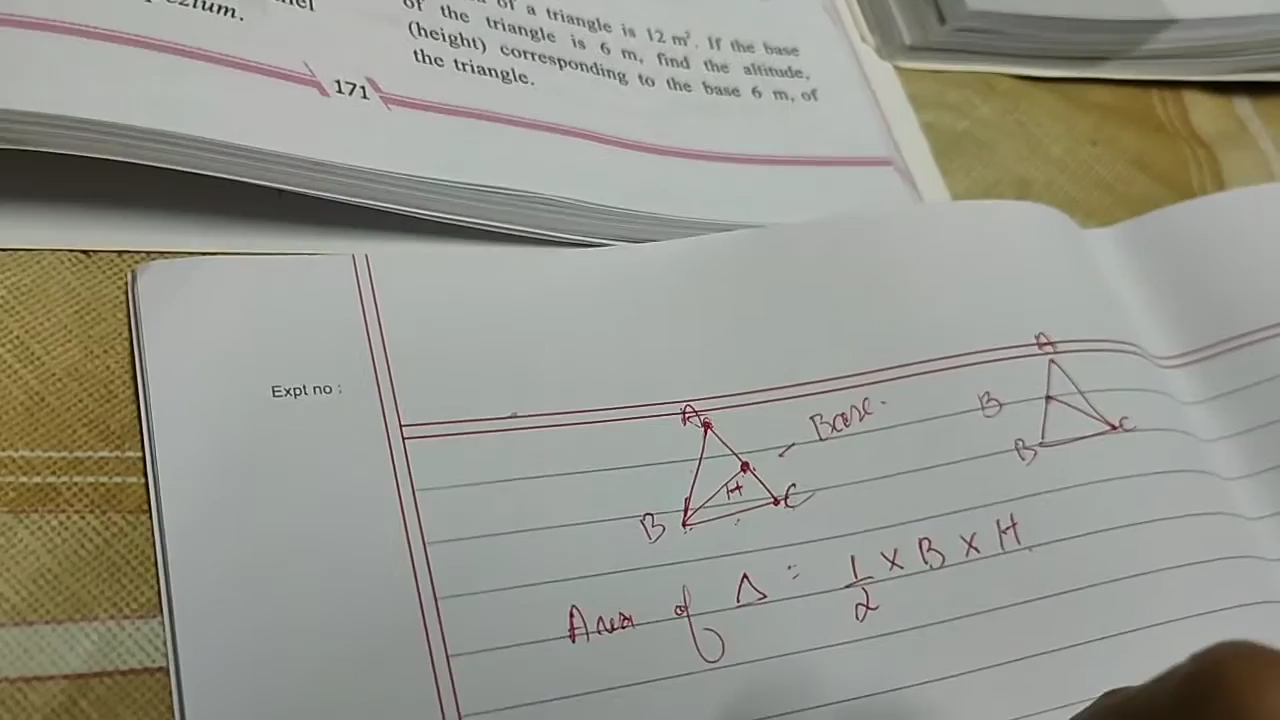 zium.
of a triangle is 12 m². If the base
of the triangle is 6 m, find the altitude,
(height) corresponding to the base 6 m, of
the triangle.
171
Expt no :
A
Base.
H
B
C
A
B
B
C
Area of Δ = 1/2 × B × H